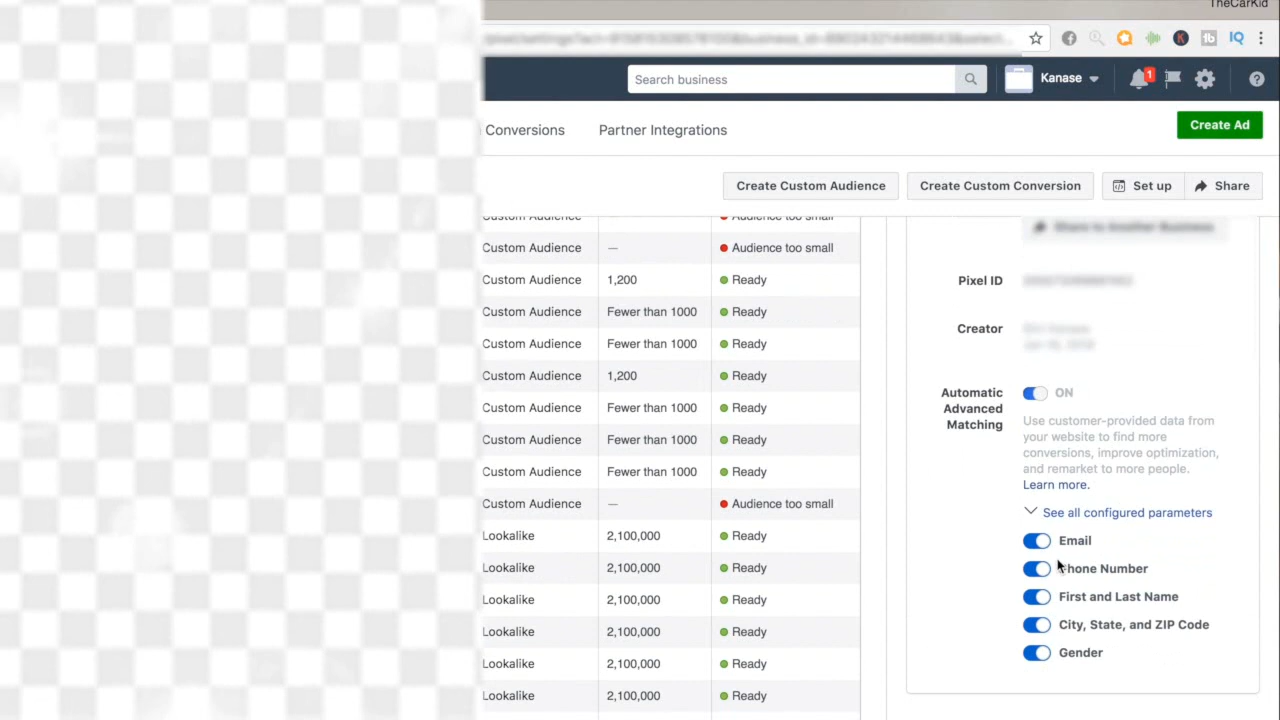 TheCarKid
Search business
Kanase
1
Conversions
Partner Integrations
Create Ad
Create Custom Audience
Create Custom Conversion
Set up
Share
Custom Audience
—
Audience too small
Custom Audience
—
Audience too small
Custom Audience
1,200
Ready
Custom Audience
Fewer than 1000
Ready
Custom Audience
Fewer than 1000
Ready
Custom Audience
1,200
Ready
Custom Audience
Fewer than 1000
Ready
Custom Audience
Fewer than 1000
Ready
Custom Audience
Fewer than 1000
Ready
Custom Audience
—
Audience too small
Lookalike
2,100,000
Ready
Lookalike
2,100,000
Ready
Lookalike
2,100,000
Ready
Lookalike
2,100,000
Ready
Lookalike
2,100,000
Ready
Lookalike
2,100,000
Ready
Share to Another Business
Pixel ID
Creator
Automatic
Advanced
Matching
ON
Use customer-provided data from
your website to find more
conversions, improve optimization,
and remarket to more people.
Learn more.
See all configured parameters
Email
Phone Number
First and Last Name
City, State, and ZIP Code
Gender